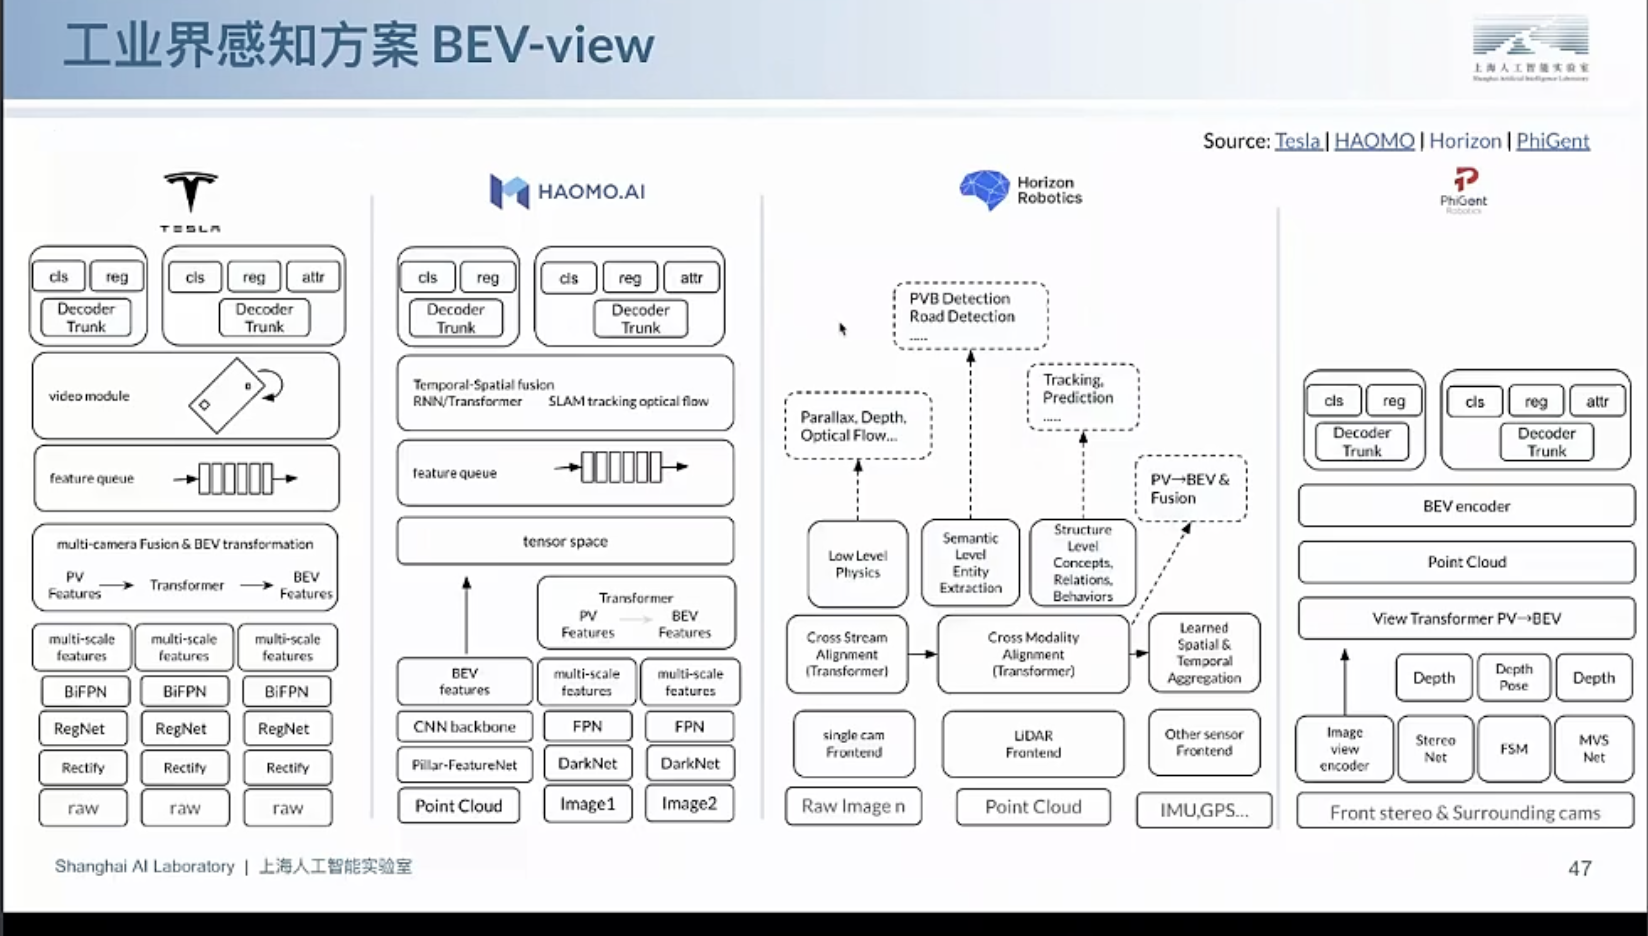 工业界感知方案 BEV-view
上海人工智能实验室
Shanghai Artificial Intelligence Laboratory
Source: Tesla | HAOMO | Horizon | PhiGent
TESLA
cls
reg
Decoder
Trunk
cls
reg
attr
Decoder
Trunk
video module
feature queue
multi-camera Fusion & BEV transformation
PV
Features
Transformer
BEV
Features
multi-scale
features
multi-scale
features
multi-scale
features
BiFPN
BiFPN
BiFPN
RegNet
RegNet
RegNet
Rectify
Rectify
Rectify
raw
raw
raw
HAOMO.AI
cls
reg
Decoder
Trunk
cls
reg
attr
Decoder
Trunk
Temporal-Spatial fusion
RNN/Transformer SLAM tracking optical flow
feature queue
tensor space
Transformer
PV
Features
BEV
Features
BEV
features
multi-scale
features
multi-scale
features
CNN backbone
FPN
FPN
Pillar-FeatureNet
DarkNet
DarkNet
Point Cloud
Image1
Image2
Horizon
Robotics
PVB Detection
Road Detection
.....
Tracking,
Prediction
.....
Parallax, Depth,
Optical Flow...
PV→BEV &
Fusion
Low Level
Physics
Semantic
Level
Entity
Extraction
Structure
Level
Concepts,
Relations,
Behaviors
Cross Stream
Alignment
(Transformer)
Cross Modality
Alignment
(Transformer)
Learned
Spatial &
Temporal
Aggregation
single cam
Frontend
LiDAR
Frontend
Other sensor
Frontend
Raw Image n
Point Cloud
IMU,GPS...
PhiGent
Robotics
cls
reg
Decoder
Trunk
cls
reg
attr
Decoder
Trunk
BEV encoder
Point Cloud
View Transformer PV→BEV
Depth
Depth
Pose
Depth
Image
view
encoder
Stereo
Net
FSM
MVS
Net
Front stereo & Surrounding cams
Shanghai AI Laboratory | 上海人工智能实验室
47